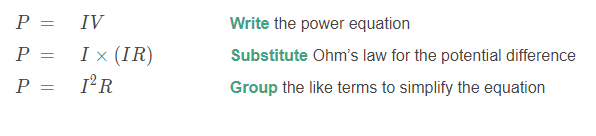 P = IV Write the power equation
P = I × (IR) Substitute Ohm's law for the potential difference
P = I²R Group the like terms to simplify the equation